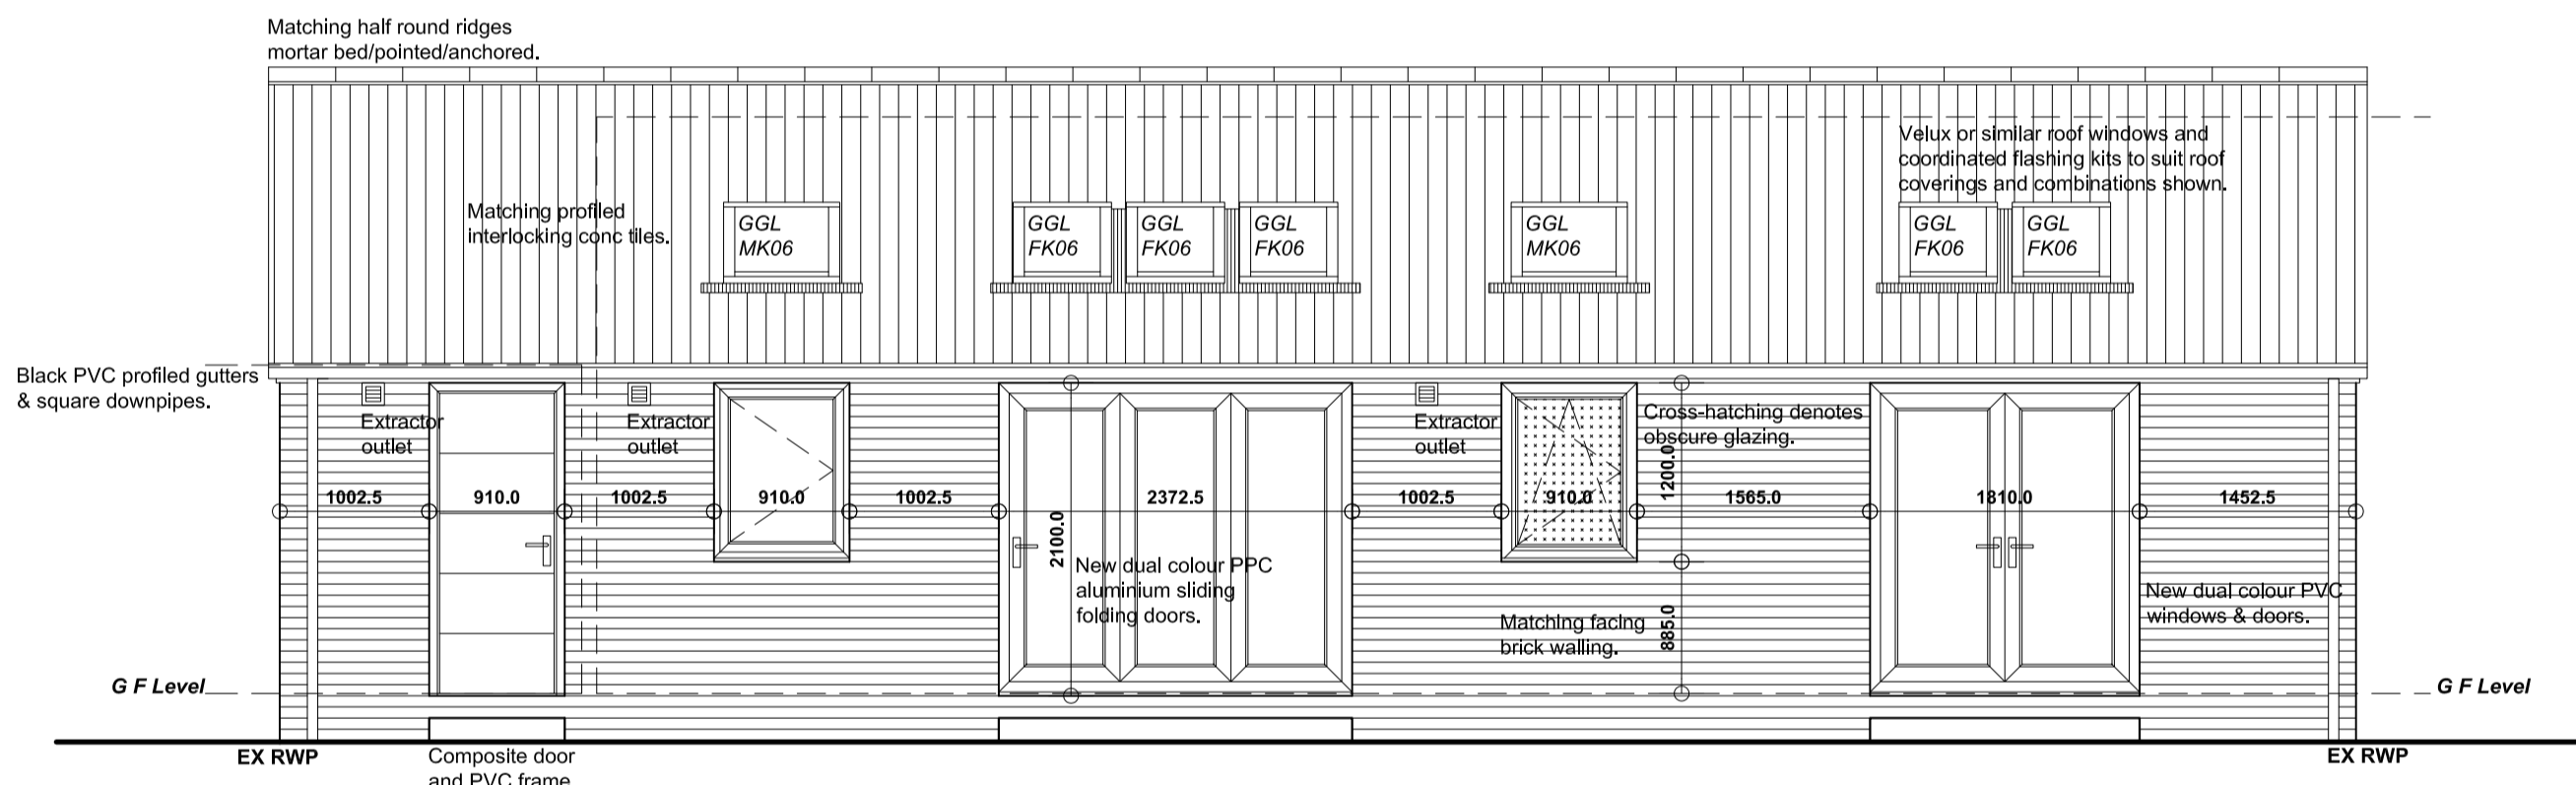 Matching half round ridges
mortar bed/pointed/anchored.
Velux or similar roof windows and
coordinated flashing kits to suit roof
coverings and combinations shown.
Matching profiled
interlocking conc tiles.
GGL
MK06
GGL
FK06
GGL
FK06
GGL
FK06
GGL
MK06
GGL
FK06
GGL
FK06
Black PVC profiled gutters
& square downpipes.
Extractor
outlet
Extractor
outlet
Extractor
outlet
Cross-hatching denotes
obscure glazing.
1002.5
910.0
1002.5
910.0
1002.5
2372.5
1002.5
910.0
1565.0
1810.0
1452.5
1200.0
2100.0
885.0
New dual colour PPC
aluminium sliding
folding doors.
Matching facing
brick walling.
New dual colour PVC
windows & doors.
G F Level
G F Level
EX RWP
Composite door
and PVC frame
EX RWP